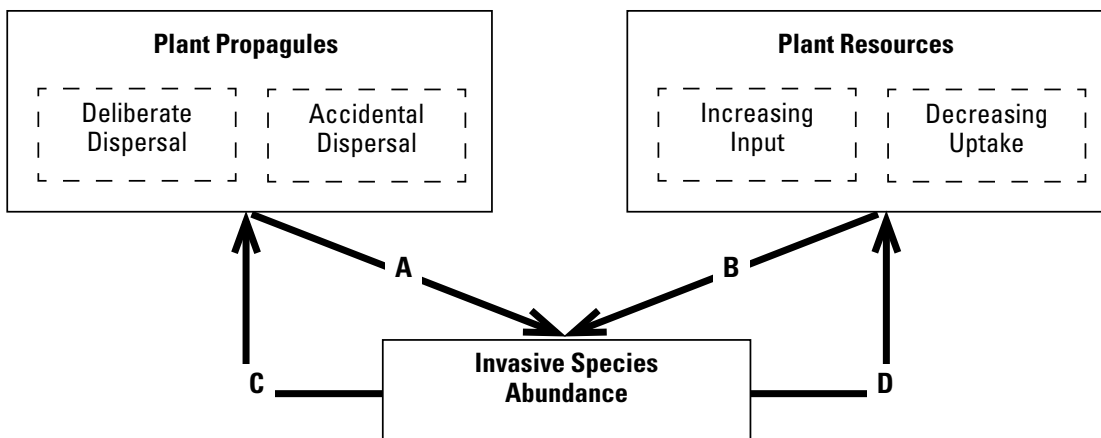 Plant Propagules
Deliberate
Dispersal
Accidental
Dispersal
Plant Resources
Increasing
Input
Decreasing
Uptake
A
B
C
Invasive Species
Abundance
D